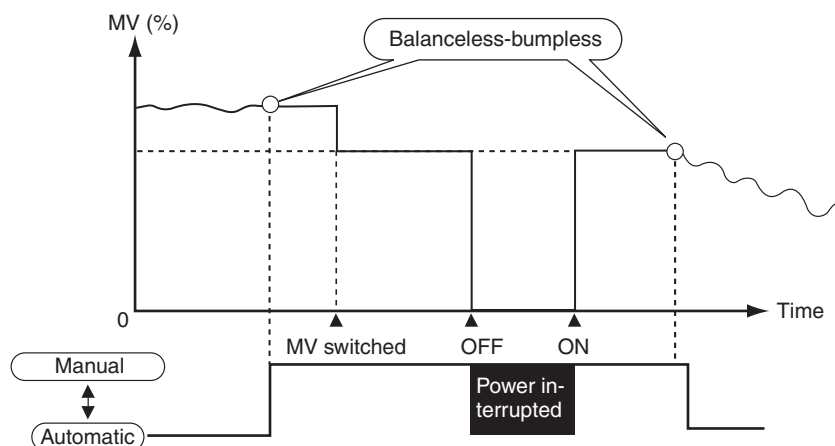 MV (%)
Balanceless-bumpless
0
Time
MV switched
OFF
ON
Manual
Power in-
terrupted
Automatic